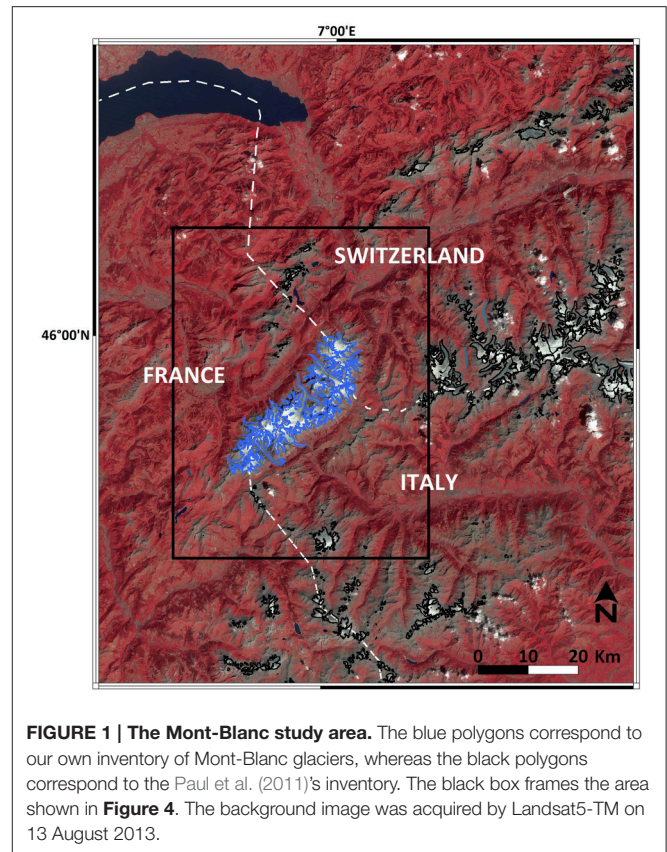 7°00'E
46°00'N
SWITZERLAND
FRANCE
ITALY
N
0 10 20 Km
FIGURE 1 | The Mont-Blanc study area. The blue polygons correspond to
our own inventory of Mont-Blanc glaciers, whereas the black polygons
correspond to the Paul et al. (2011)'s inventory. The black box frames the area
shown in Figure 4. The background image was acquired by Landsat5-TM on
13 August 2013.